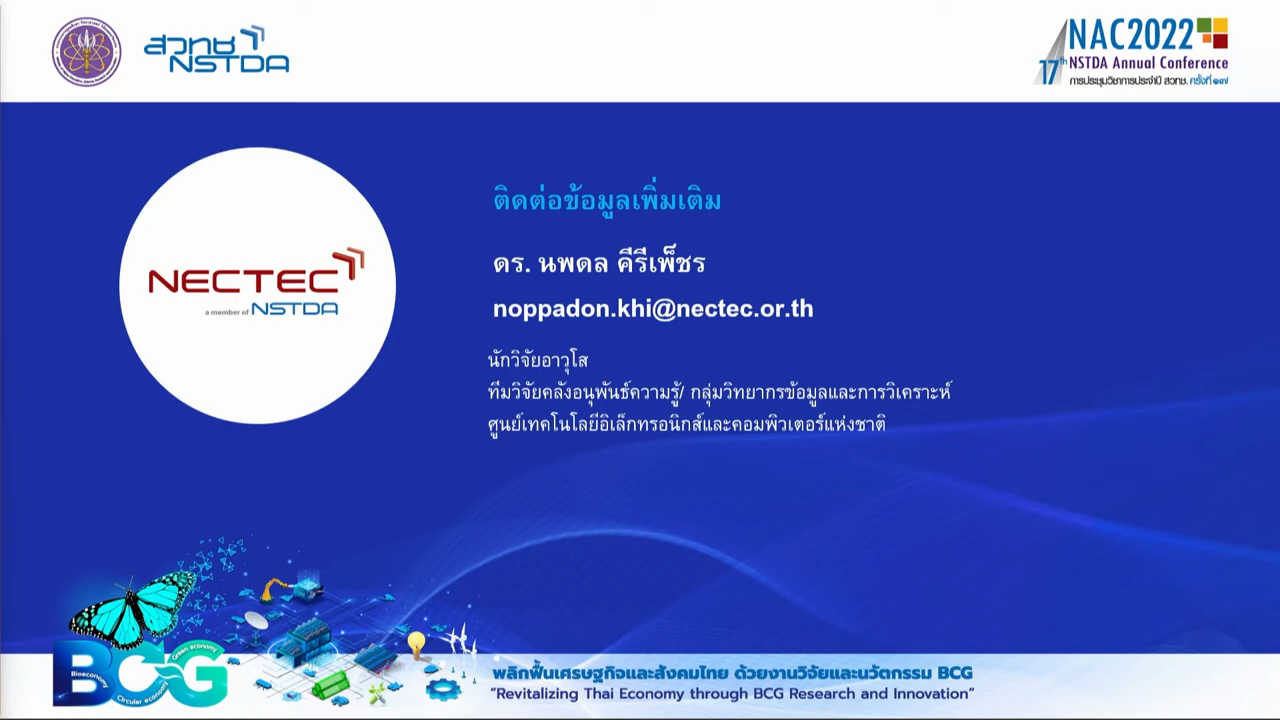 สวทช
NSTDA
NAC2022
17th NSTDA Annual Conference
การประชุมวิชาการประจำปี สวทช. ครั้งที่ ๑๗
NECTEC
a member of NSTDA
ติดต่อข้อมูลเพิ่มเติม
ดร. นพดล คีรีเพ็ชร
noppadon.khi@nectec.or.th
นักวิจัยอาวุโส
ทีมวิจัยคลังอนุพันธ์ความรู้/ กลุ่มวิทยากรข้อมูลและการวิเคราะห์
ศูนย์เทคโนโลยีอิเล็กทรอนิกส์และคอมพิวเตอร์แห่งชาติ
BCG
Bioeconomy
Circular economy
Green economy
พลิกฟื้นเศรษฐกิจและสังคมไทย ด้วยงานวิจัยและนวัตกรรม BCG
“Revitalizing Thai Economy through BCG Research and Innovation”